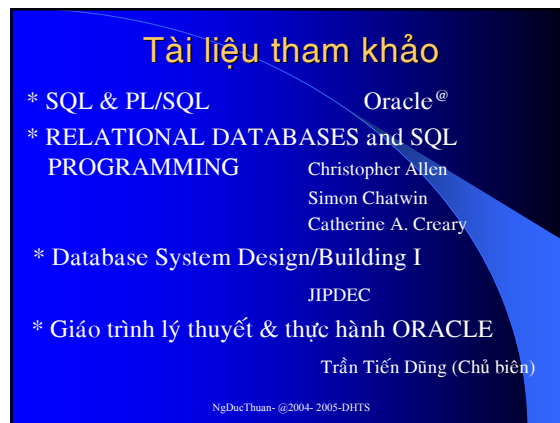 Tài liệu tham khảo
* SQL & PL/SQL Oracle@
* RELATIONAL DATABASES and SQL
PROGRAMMING Christopher Allen
Simon Chatwin
Catherine A. Creary
* Database System Design/Building I
JIPDEC
* Giáo trình lý thuyết & thực hành ORACLE
Trần Tiến Dũng (Chủ biên)
NgDucThuan- @2004- 2005-DHTS